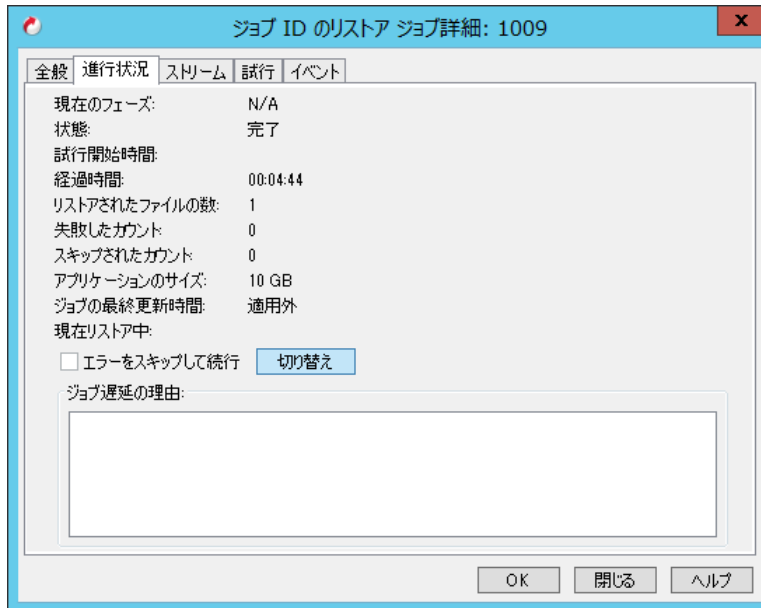 ジョブ ID のリストア ジョブ詳細: 1009
x
全般 進行状況 ストリーム 試行 イベント
現在のフェーズ: N/A
状態: 完了
試行開始時間:
経過時間: 00:04:44
リストアされたファイルの数: 1
失敗したカウント: 0
スキップされたカウント: 0
アプリケーションのサイズ: 10 GB
ジョブの最終更新時間: 適用外
現在リストア中:
エラーをスキップして続行 切り替え
ジョブ遅延の理由:
OK 閉じる ヘルプ